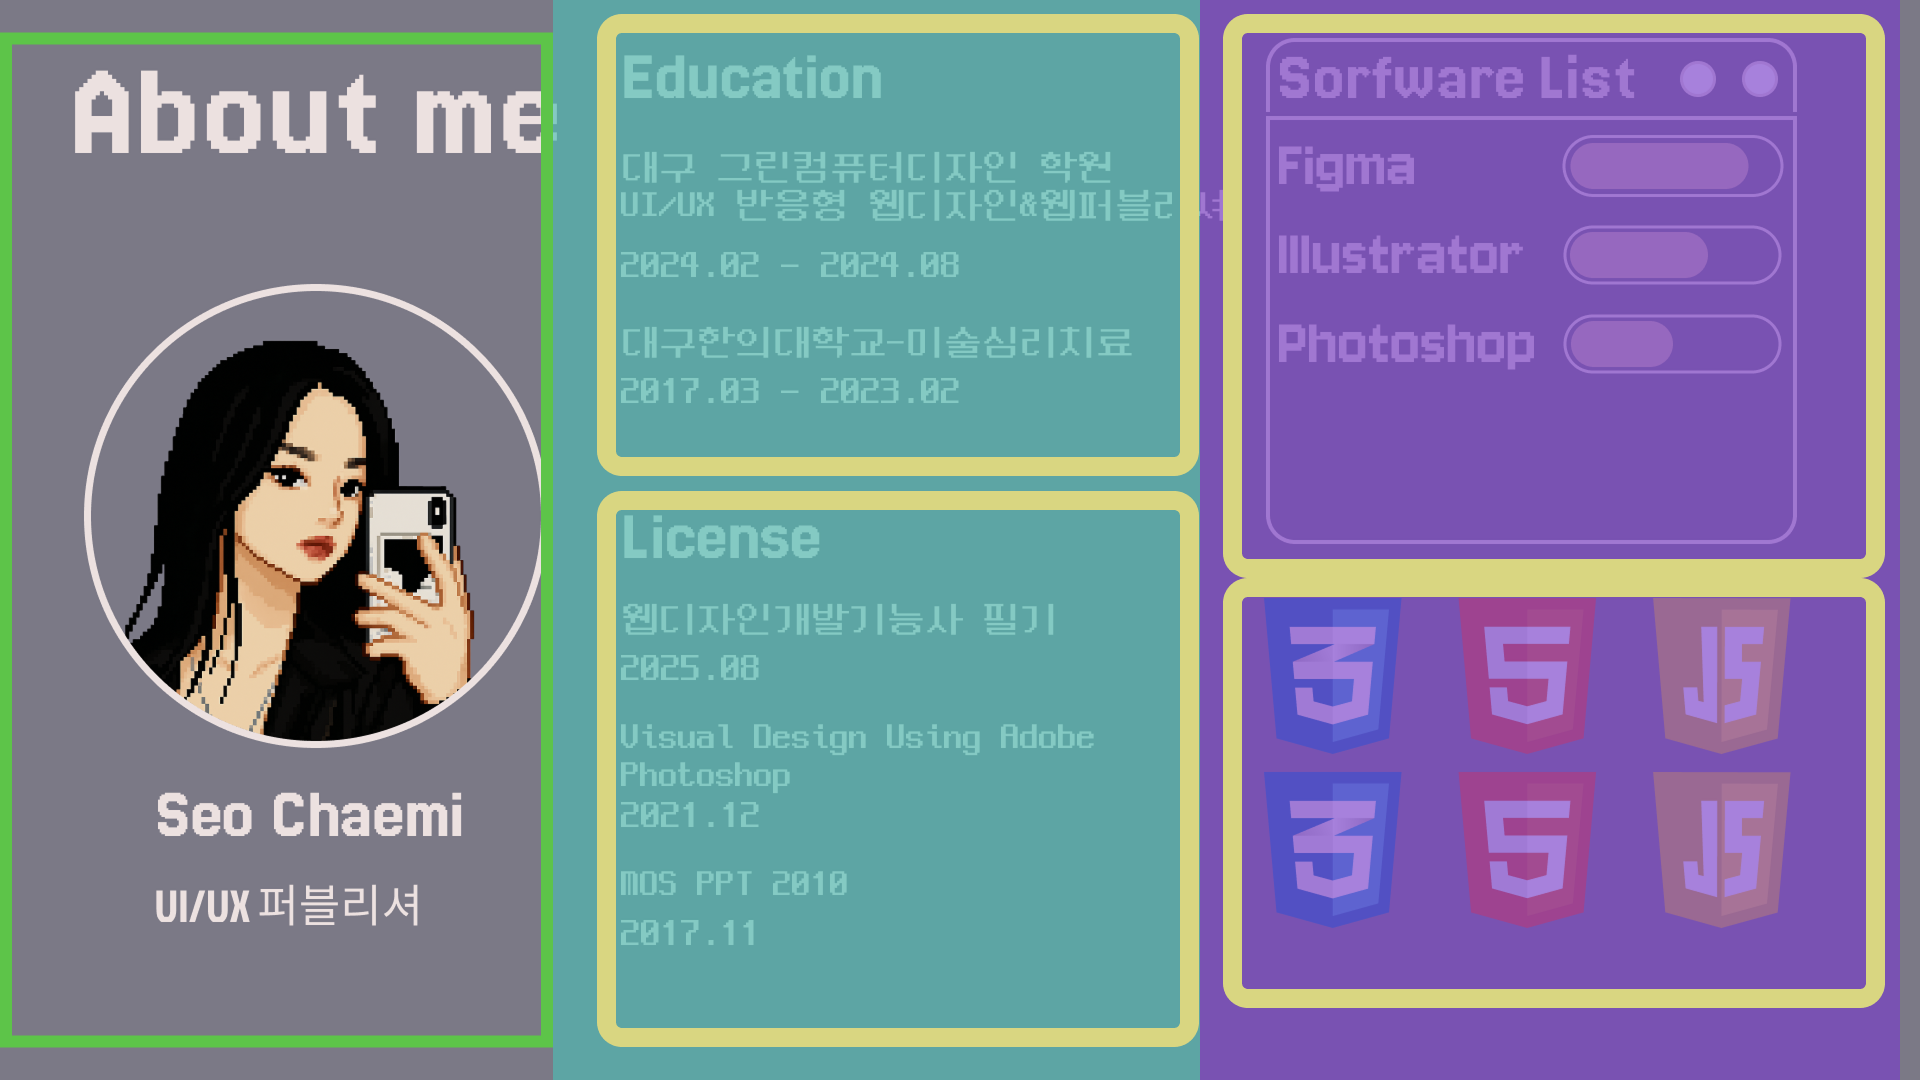 About me
Seo Chaemi
UI/UX 퍼블리셔
Education
대구 그린컴퓨터디자인 학원
UI/UX 반응형 웹디자인&웹퍼블리셔
2024.02 - 2024.08
대구한의대학교-미술심리치료
2017.03 - 2023.02
License
웹디자인개발기능사 필기
2025.08
Visual Design Using Adobe
Photoshop
2021.12
MOS PPT 2010
2017.11
Sorfware List
Figma
Illustrator
Photoshop
3 5 JS
3 5 JS